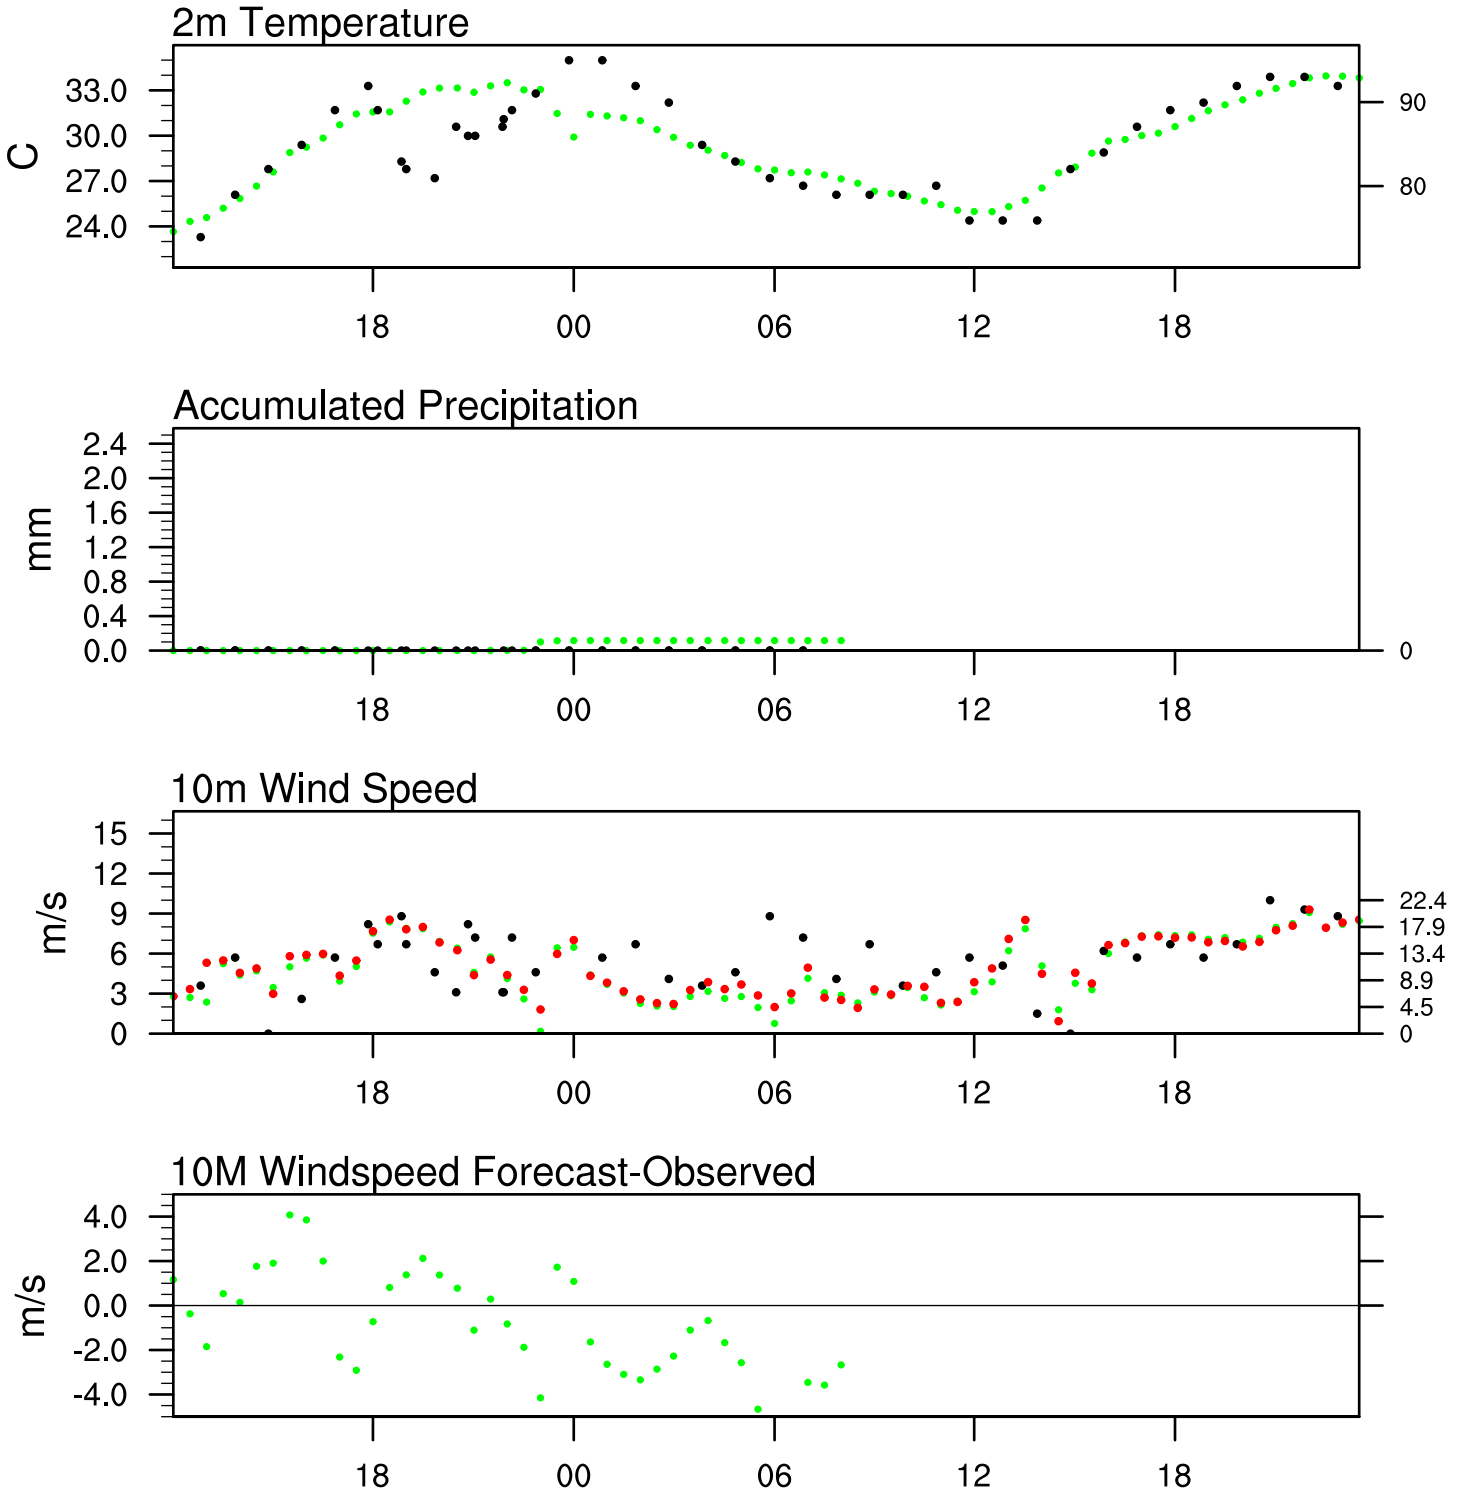 2m Temperature
33.0
30.0
27.0
24.0
C
90
80
18 00 06 12 18
Accumulated Precipitation
2.4
2.0
1.6
1.2
0.8
0.4
0.0
mm
0
18 00 06 12 18
10m Wind Speed
15
12
9
6
3
0
m/s
22.4
17.9
13.4
8.9
4.5
0
18 00 06 12 18
10M Windspeed Forecast-Observed
4.0
2.0
0.0
-2.0
-4.0
m/s
18 00 06 12 18